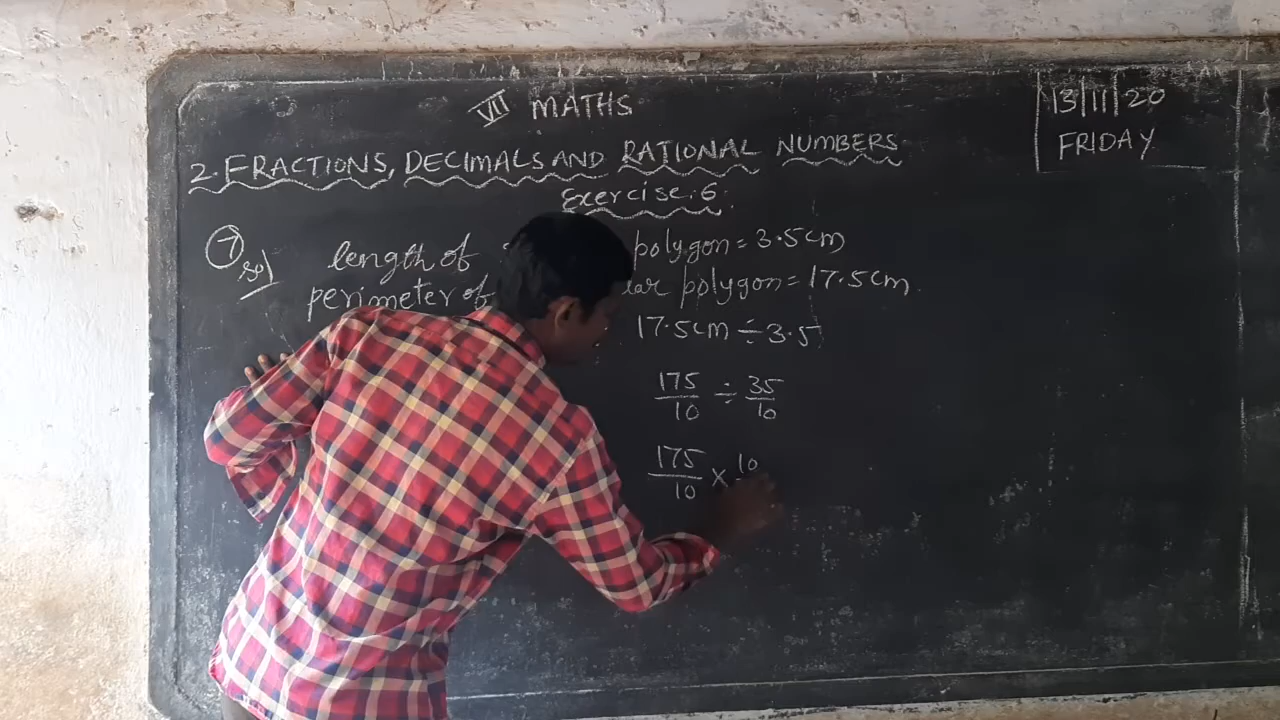 VII MATHS
13/11/20
FRIDAY
2. FRACTIONS, DECIMALS AND RATIONAL NUMBERS
Exercise:6
7 sol
length of polygon = 3.5cm
perimeter of polygon = 17.5cm
17.5cm ÷ 3.5
175/10 ÷ 35/10
175/10 × 10